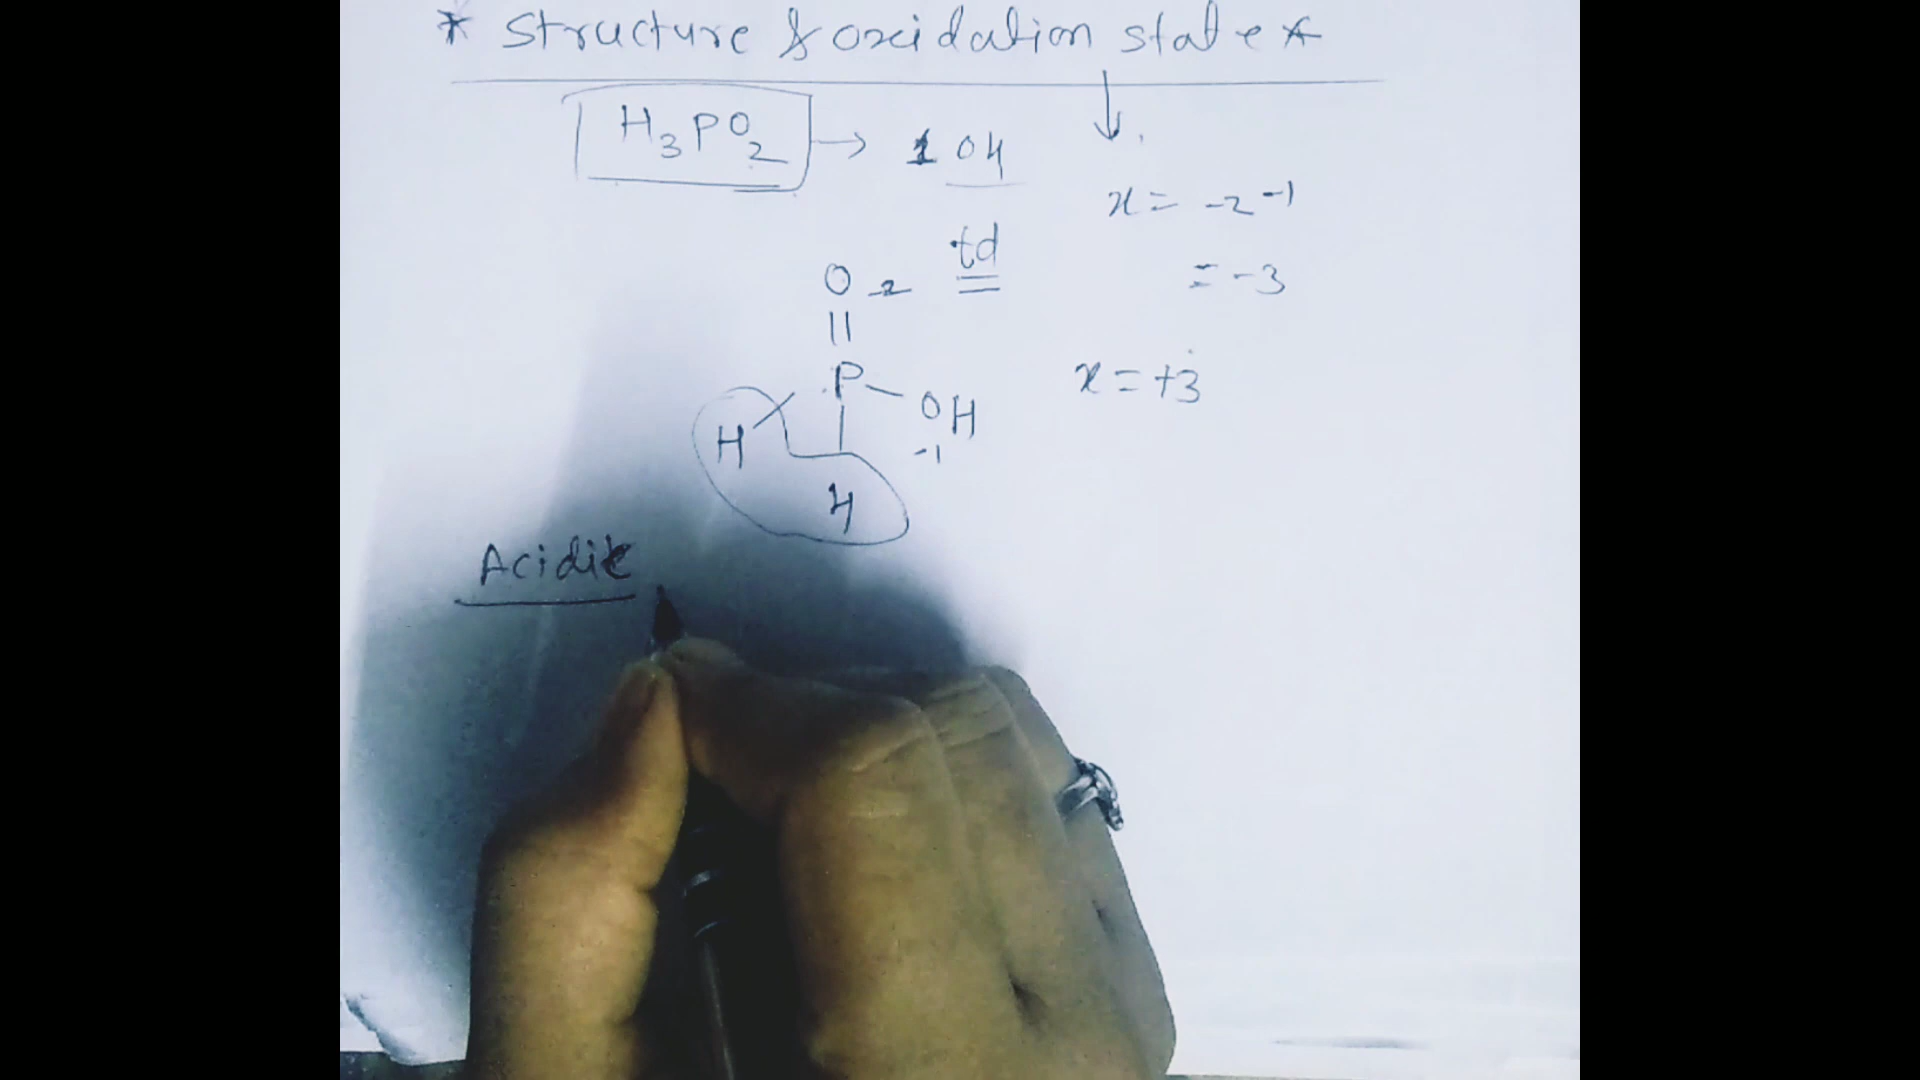 * Structure & oxidation state *
H3PO2 → 1 OH
x = -2 -1
td
O -2
= -3
||
P
x = +3
OH
H
-1
H
Acidic